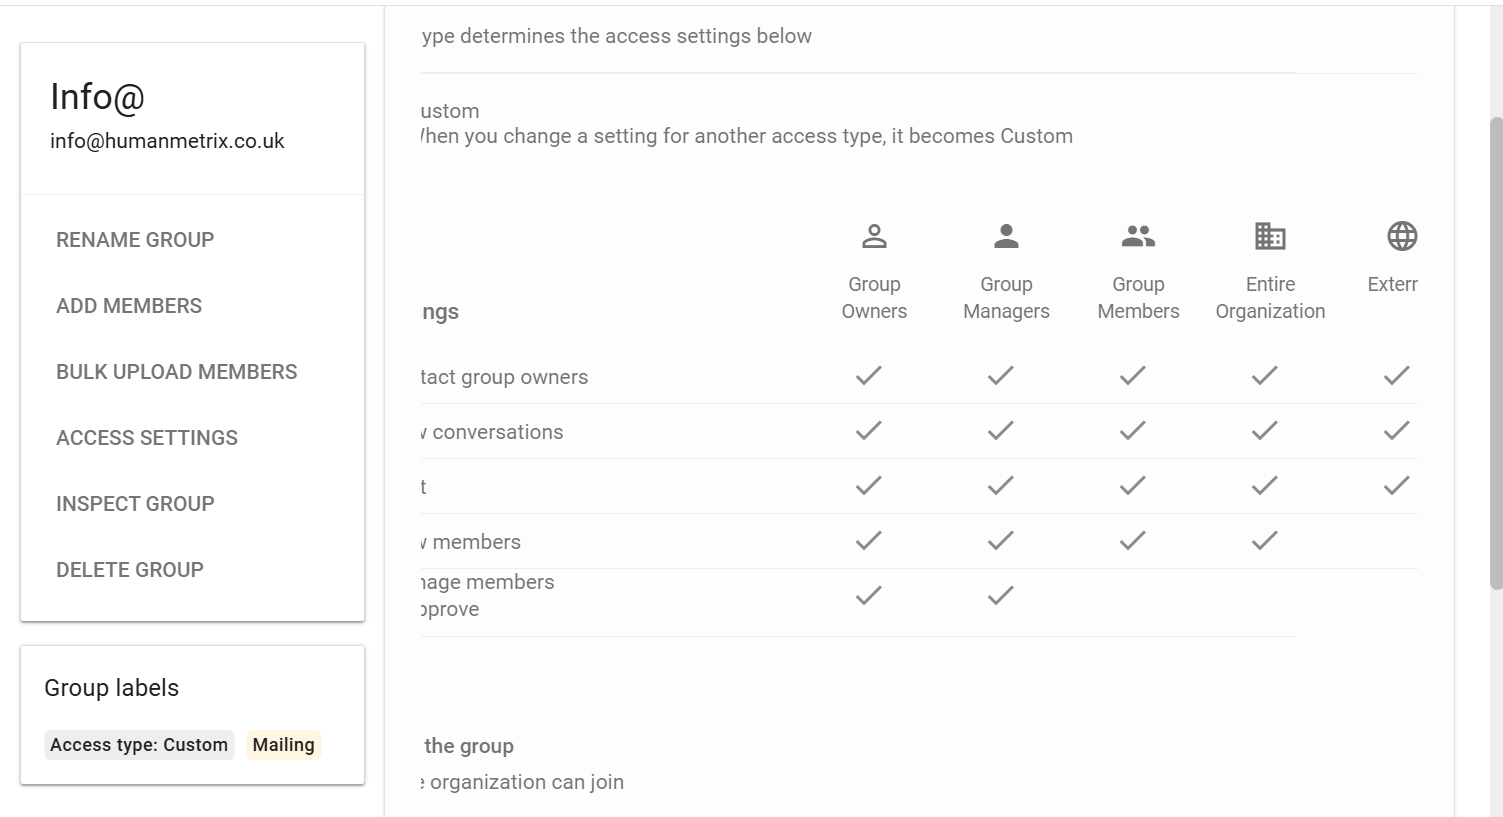 Info@
info@humanmetrix.co.uk
RENAME GROUP
ADD MEMBERS
BULK UPLOAD MEMBERS
ACCESS SETTINGS
INSPECT GROUP
DELETE GROUP
Group labels
Access type: Custom Mailing
ype determines the access settings below
ustom
hen you change a setting for another access type, it becomes Custom
Group Owners
Group Managers
Group Members
Entire Organization
Extern
ngs
tact group owners
w conversations
t
w members
nage members
pprove
the group
e organization can join